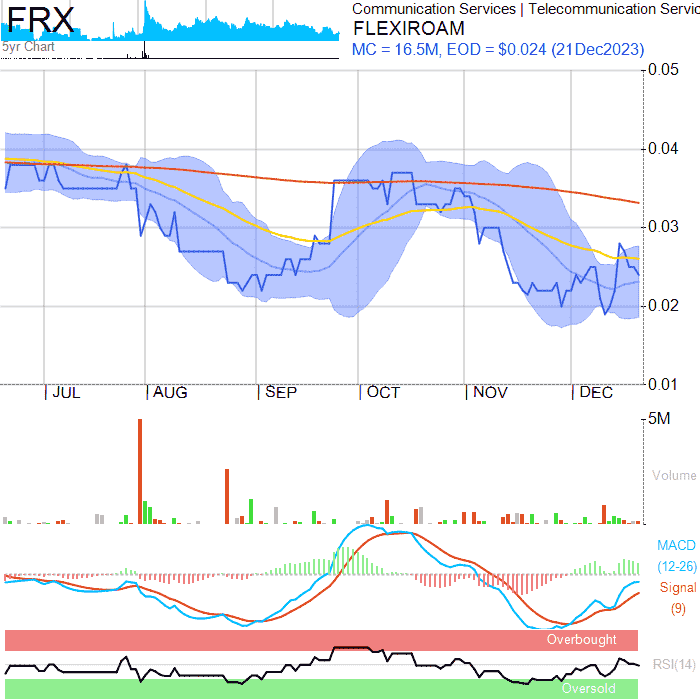 FRX
5yr Chart
Communication Services | Telecommunication Servic
FLEXIROAM
MC = 16.5M, EOD = $0.024 (21Dec2023)
0.05
0.04
0.03
0.02
0.01
JUL
AUG
SEP
OCT
NOV
DEC
5M
Volume
MACD
(12-26)
Signal
(9)
Overbought
RSI(14)
Oversold